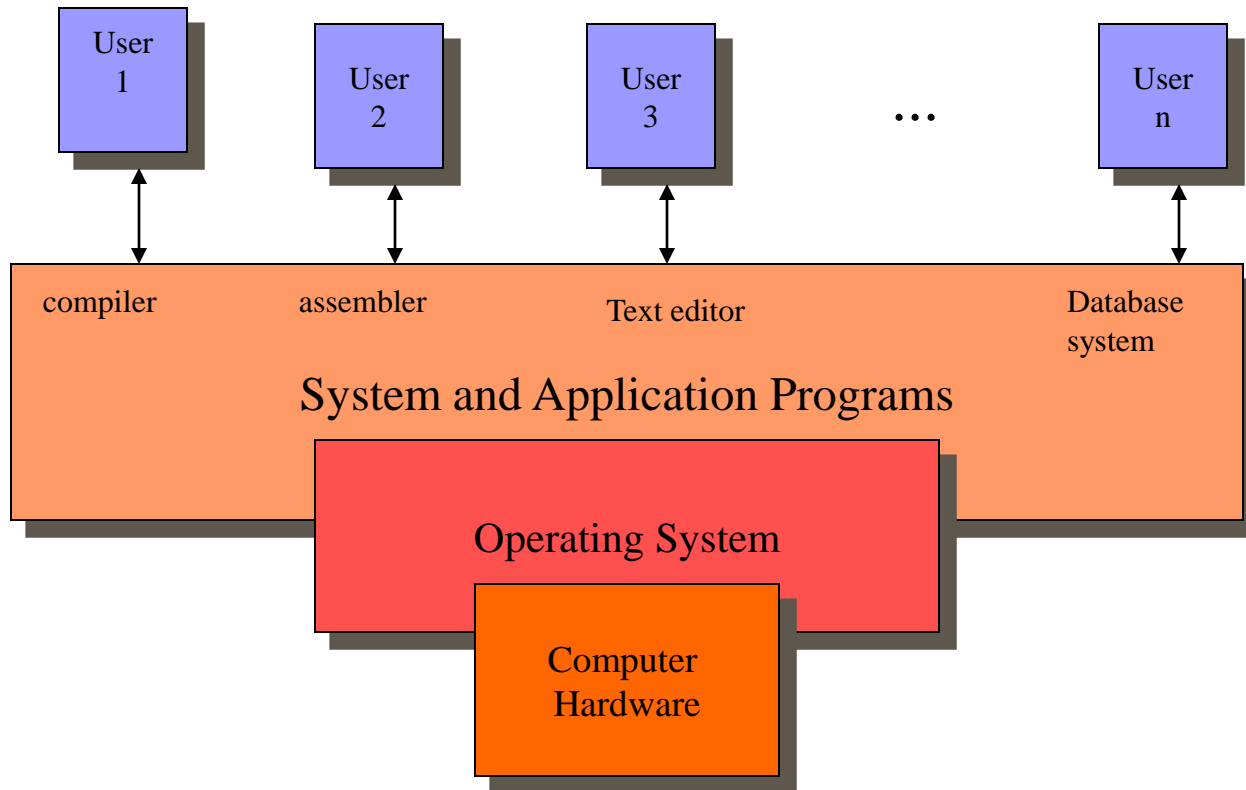 User
1
User
2
User
3
...
User
n
compiler
assembler
Text editor
Database
system
System and Application Programs
Operating System
Computer
Hardware